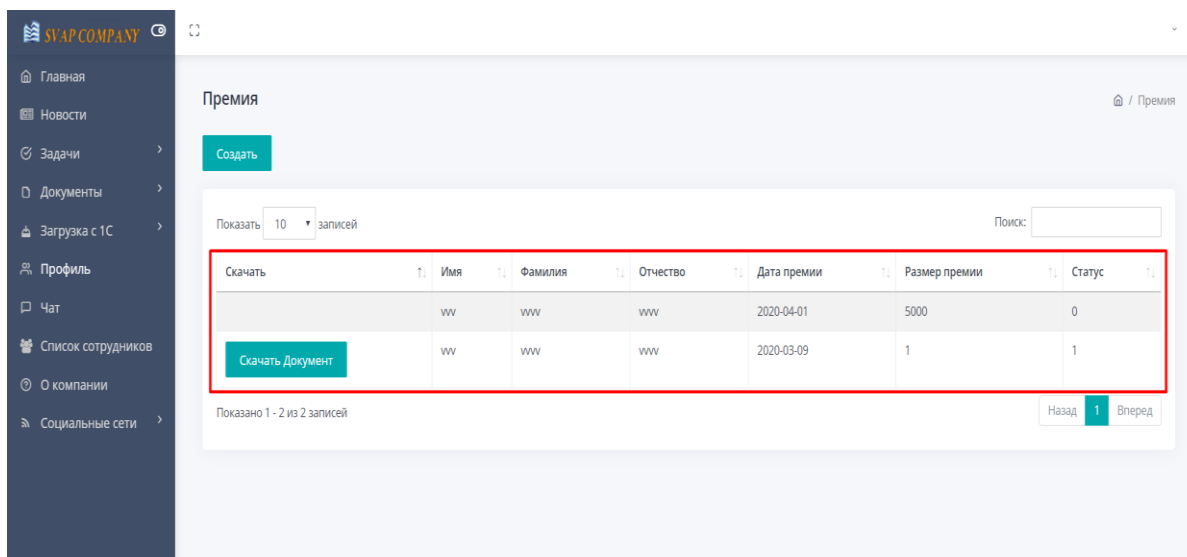 SVAP COMPANY
Главная
Новости
Задачи
Документы
Загрузка с 1С
Профиль
Чат
Список сотрудников
О компании
Социальные сети
Премия
/ Премия
Создать
Показать 10 записей
Поиск:
Скачать Имя Фамилия Отчество Дата премии Размер премии Статус
vvv vvvv vvvv 2020-04-01 5000 0
Скачать Документ vvv vvvv vvvv 2020-03-09 1 1
Показано 1 - 2 из 2 записей
Назад 1 Вперед